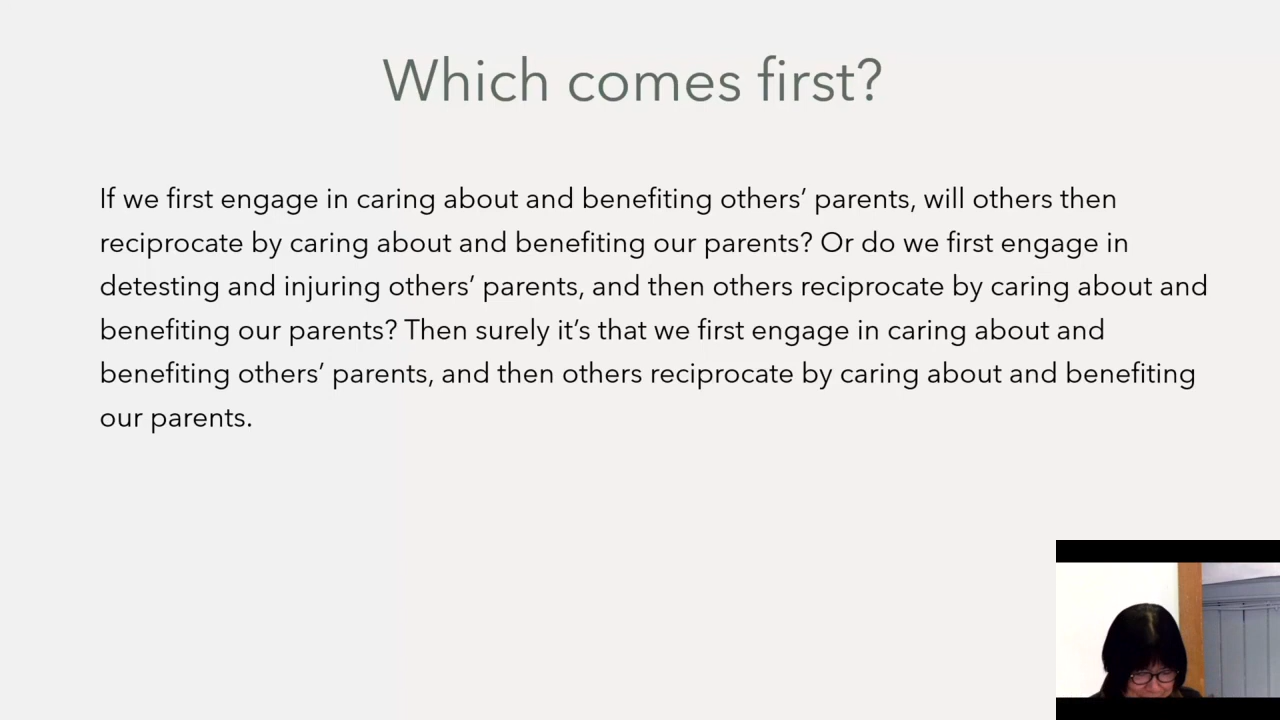 Which comes first?
If we first engage in caring about and benefiting others’ parents, will others then
reciprocate by caring about and benefiting our parents? Or do we first engage in
detesting and injuring others’ parents, and then others reciprocate by caring about and
benefiting our parents? Then surely it’s that we first engage in caring about and
benefiting others’ parents, and then others reciprocate by caring about and benefiting
our parents.